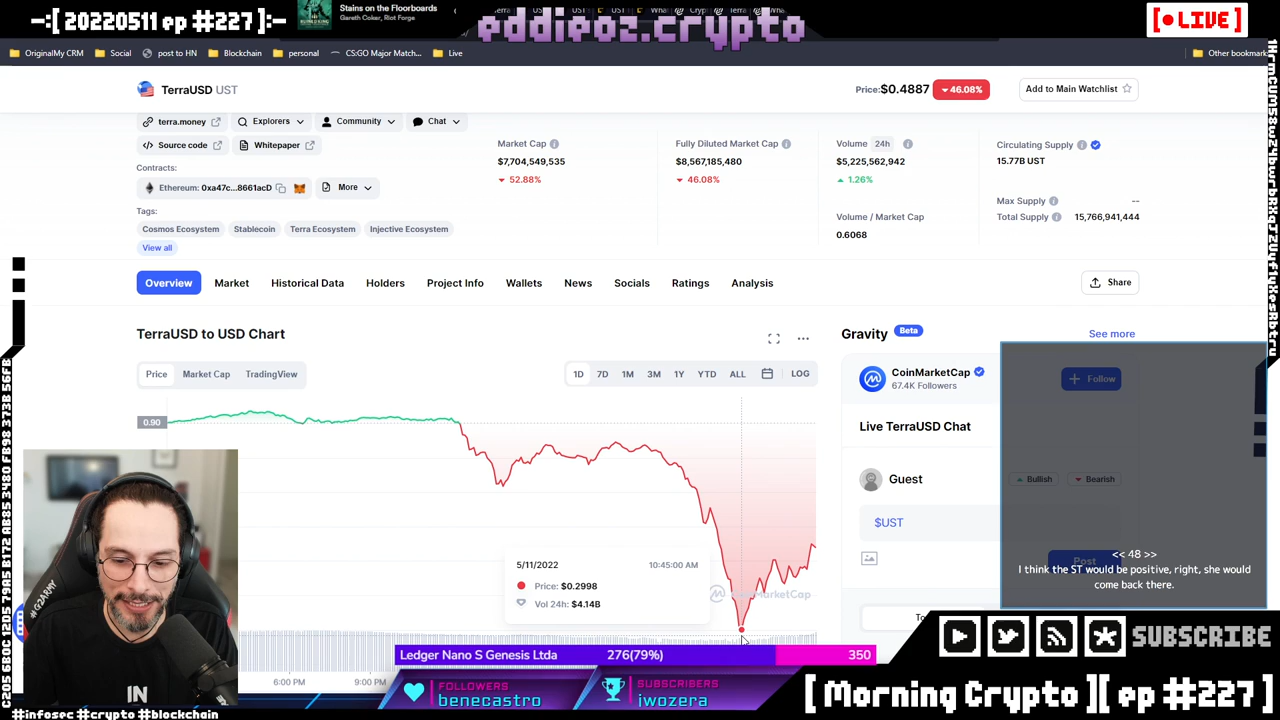 -:[ 20220511 ep #227 ]:-
Stains on the Floorboards
Gareth Coker, Riot Forge
eddieoz.crypto
[● LIVE]
OriginalMy CRM
Social
post to HN
Blockchain
personal
CS:GO Major Match...
Live
Other bookmark
TerraUSD UST
Price: $0.4887
46.08%
Add to Main Watchlist
terra.money
Explorers
Community
Chat
Source code
Whitepaper
Contracts:
Ethereum: 0xa47c...8661acD
More
Tags:
Cosmos Ecosystem
Stablecoin
Terra Ecosystem
Injective Ecosystem
View all
Market Cap
$7,704,549,535
52.88%
Fully Diluted Market Cap
$8,567,185,480
46.08%
Volume 24h
$5,225,562,942
1.26%
Volume / Market Cap
0.6068
Circulating Supply
15.77B UST
Max Supply
--
Total Supply
15,766,941,444
Overview
Market
Historical Data
Holders
Project Info
Wallets
News
Socials
Ratings
Analysis
Share
TerraUSD to USD Chart
Price
Market Cap
TradingView
1D
7D
1M
3M
1Y
YTD
ALL
LOG
0.90
5/11/2022
10:45:00 AM
Price: $0.2998
Vol 24h: $4.14B
CoinMarketCap
6:00 PM
9:00 PM
Gravity Beta
See more
CoinMarketCap
67.4K Followers
Follow
Live TerraUSD Chat
Guest
Bullish
Bearish
$UST
Post
<< 48 >>
I think the ST would be positive, right, she would
come back there.
#G2ARMY
IN
Ledger Nano S Genesis Ltda
276(79%)
350
FOLLOWERS
benecastro
SUBSCRIBERS
iwozera
SUBSCRIBE
[ Morning Crypto ][ ep #227 ]
#infosec #crypto #blockchain